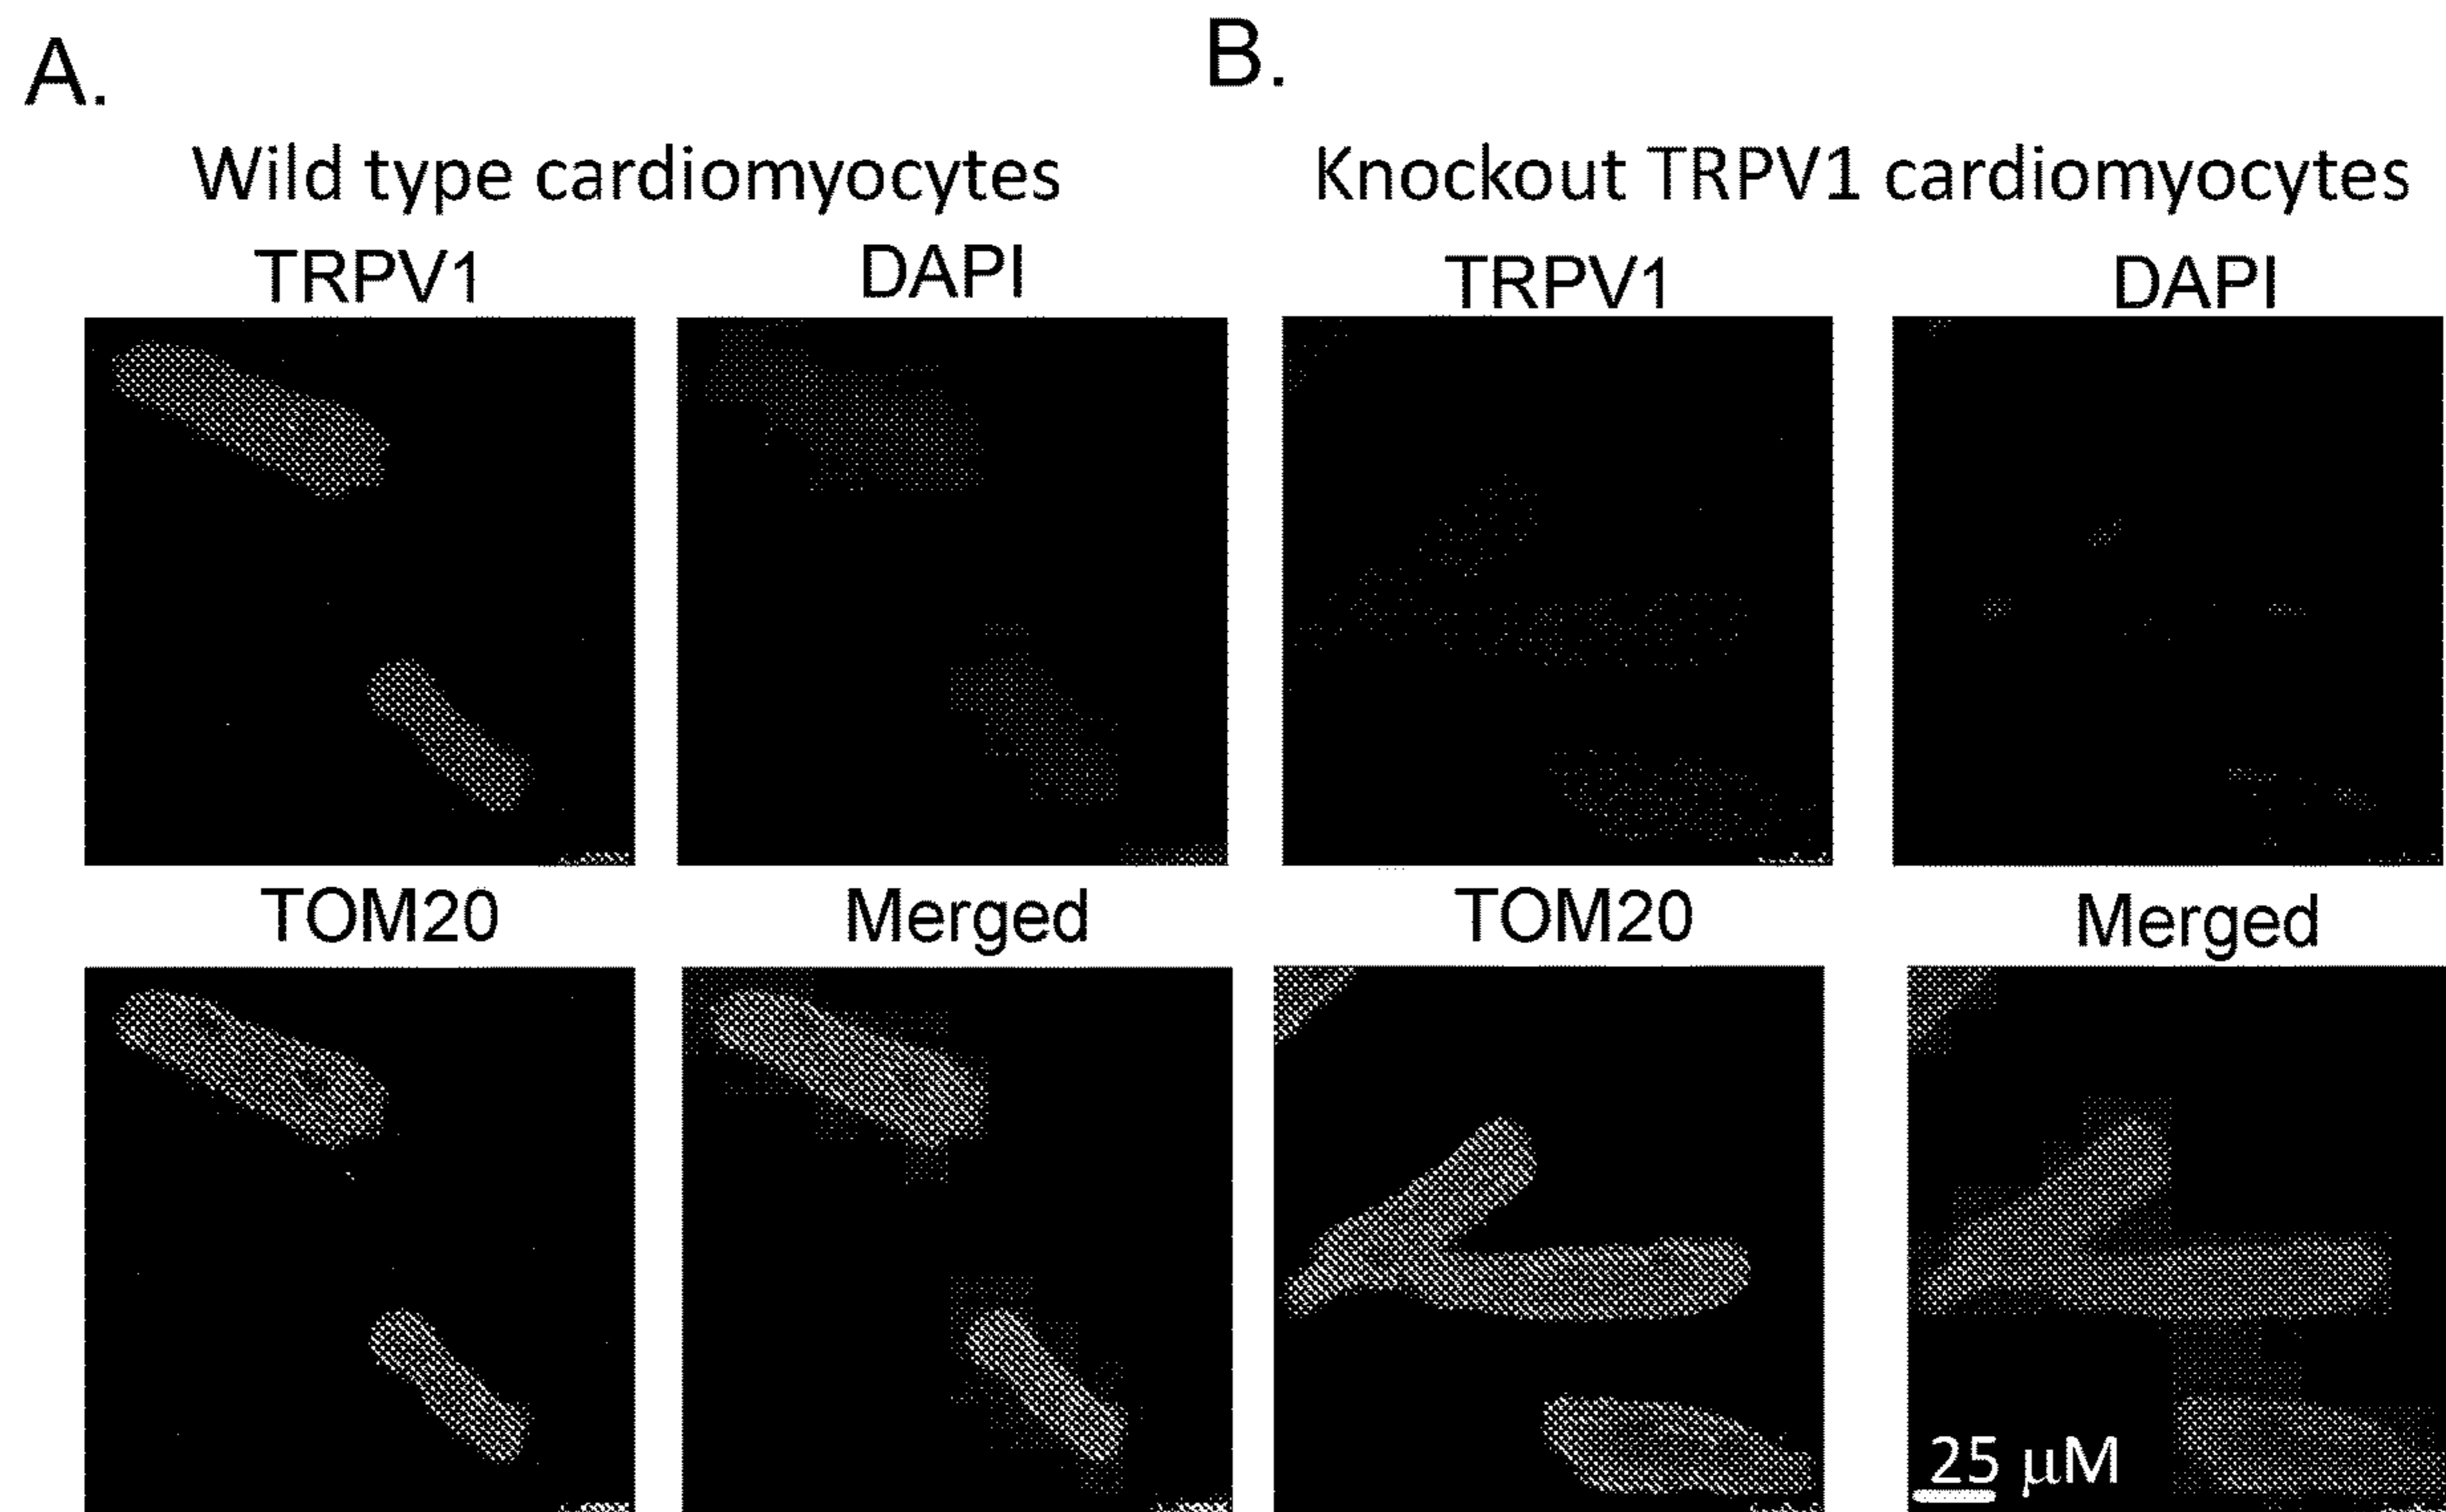 A.
Wild type cardiomyocytes
TRPV1 DAPI
TOM20 Merged
B.
Knockout TRPV1 cardiomyocytes
TRPV1 DAPI
TOM20 Merged
25 μM